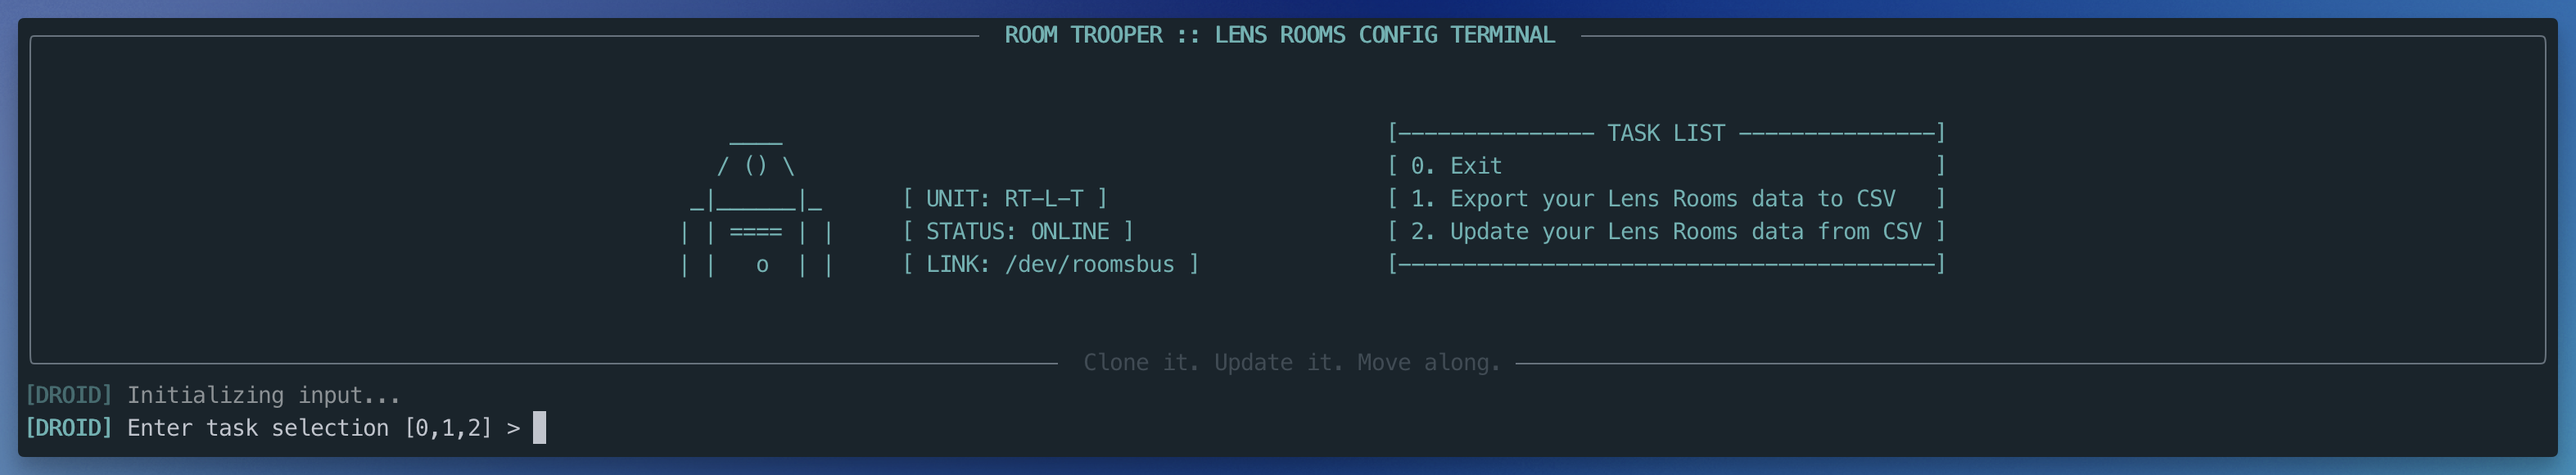 ROOM TROOPER :: LENS ROOMS CONFIG TERMINAL
[ UNIT: RT-L-T ]
[ STATUS: ONLINE ]
[ LINK: /dev/roomsbus ]
[--------------- TASK LIST ---------------]
[ 0. Exit ]
[ 1. Export your Lens Rooms data to CSV ]
[ 2. Update your Lens Rooms data from CSV ]
Clone it. Update it. Move along.
[DROID] Initializing input...
[DROID] Enter task selection [0,1,2] >